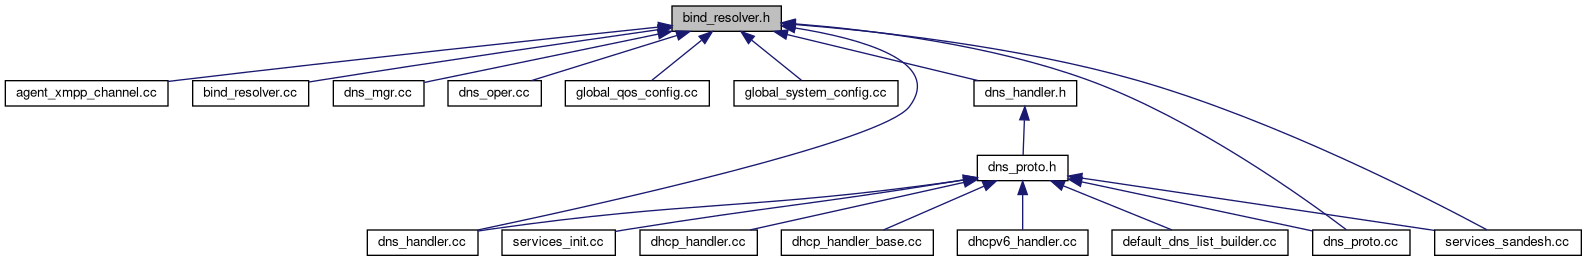 bind_resolver.h
agent_xmpp_channel.cc
bind_resolver.cc
dns_mgr.cc
dns_oper.cc
global_qos_config.cc
global_system_config.cc
dns_handler.h
dns_proto.h
dns_handler.cc
services_init.cc
dhcp_handler.cc
dhcp_handler_base.cc
dhcpv6_handler.cc
default_dns_list_builder.cc
dns_proto.cc
services_sandesh.cc